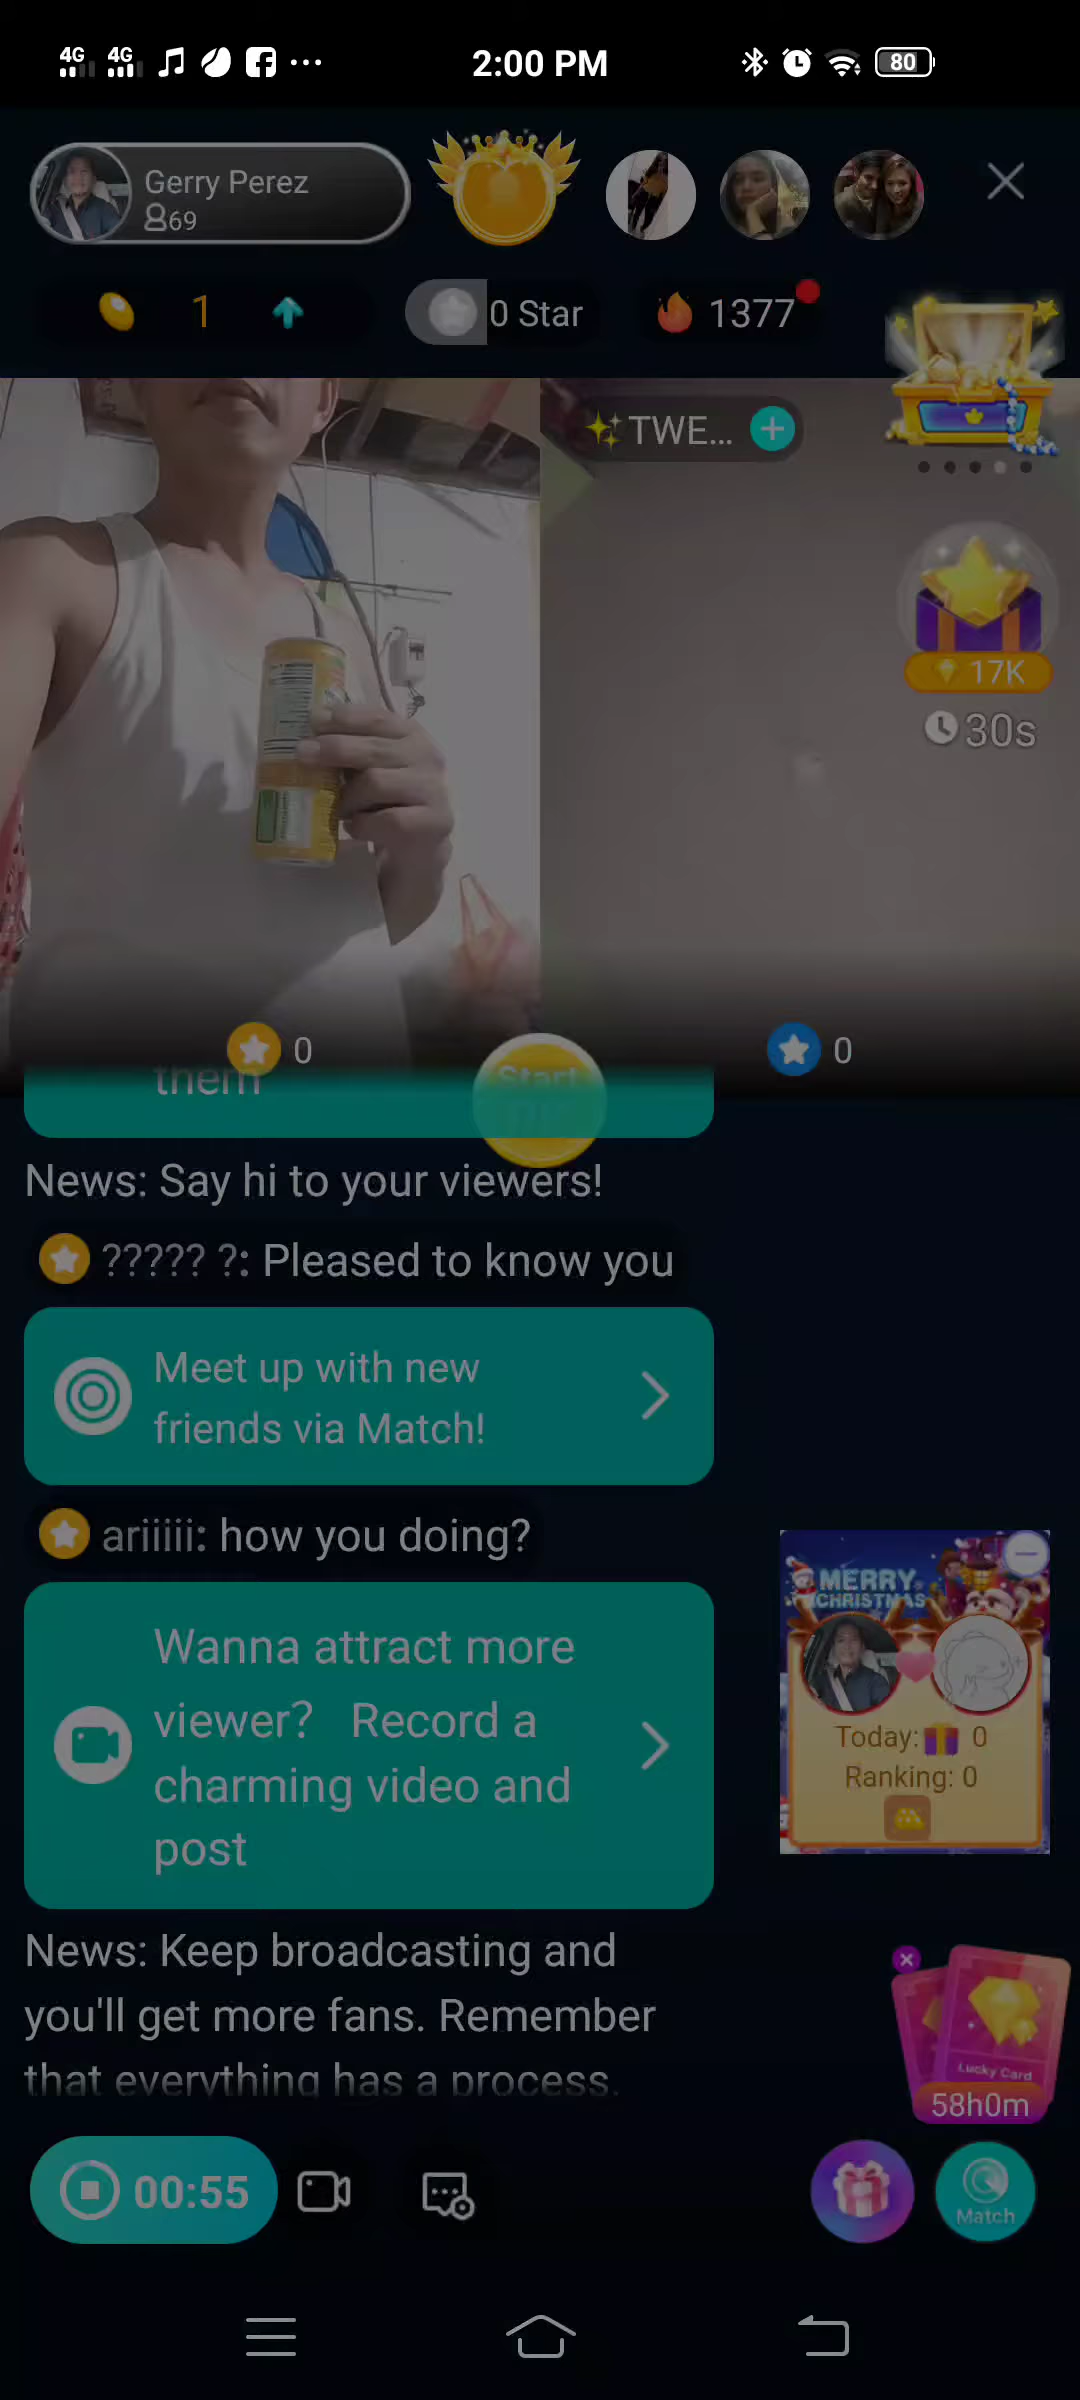 4G 4G 2:00 PM 80
Gerry Perez
69
1 0 Star 1377
TWE...
17K
30s
0 0
them
Start
News: Say hi to your viewers!
????? ?: Pleased to know you
Meet up with new
friends via Match!
ariiiii: how you doing?
Wanna attract more
viewer? Record a
charming video and
post
MERRY
CHRISTMAS
Today: 0
Ranking: 0
News: Keep broadcasting and
you'll get more fans. Remember
that everything has a process.
Lucky Card
58h0m
00:55
Match